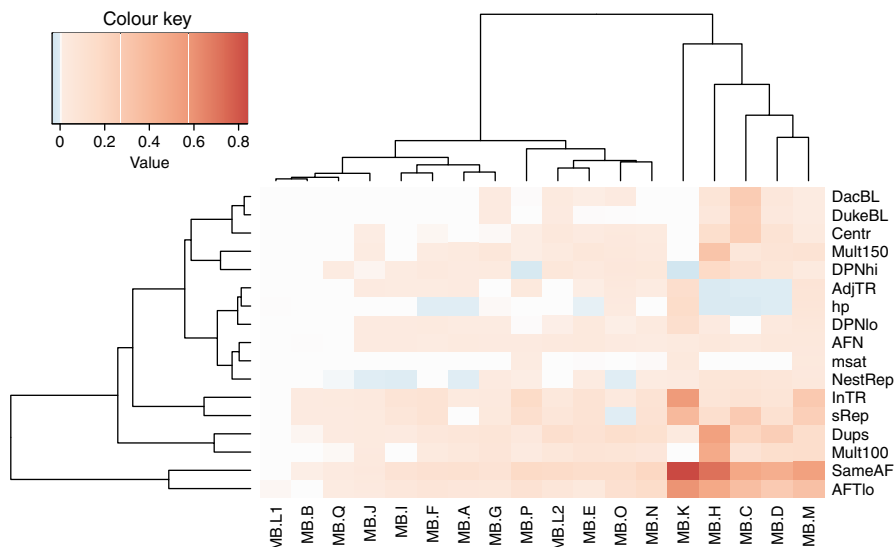 Colour key
0 0.2 0.4 0.6 0.8
Value
DacBL
DukeBL
Centr
Mult150
DPNhi
AdjTR
hp
DPNlo
AFN
msat
NestRep
InTR
sRep
Dups
Mult100
SameAF
AFTlo
MB.L1 MB.B MB.Q MB.J MB.I MB.F MB.A MB.G MB.P MB.L2 MB.E MB.O MB.N MB.K MB.H MB.C MB.D MB.M